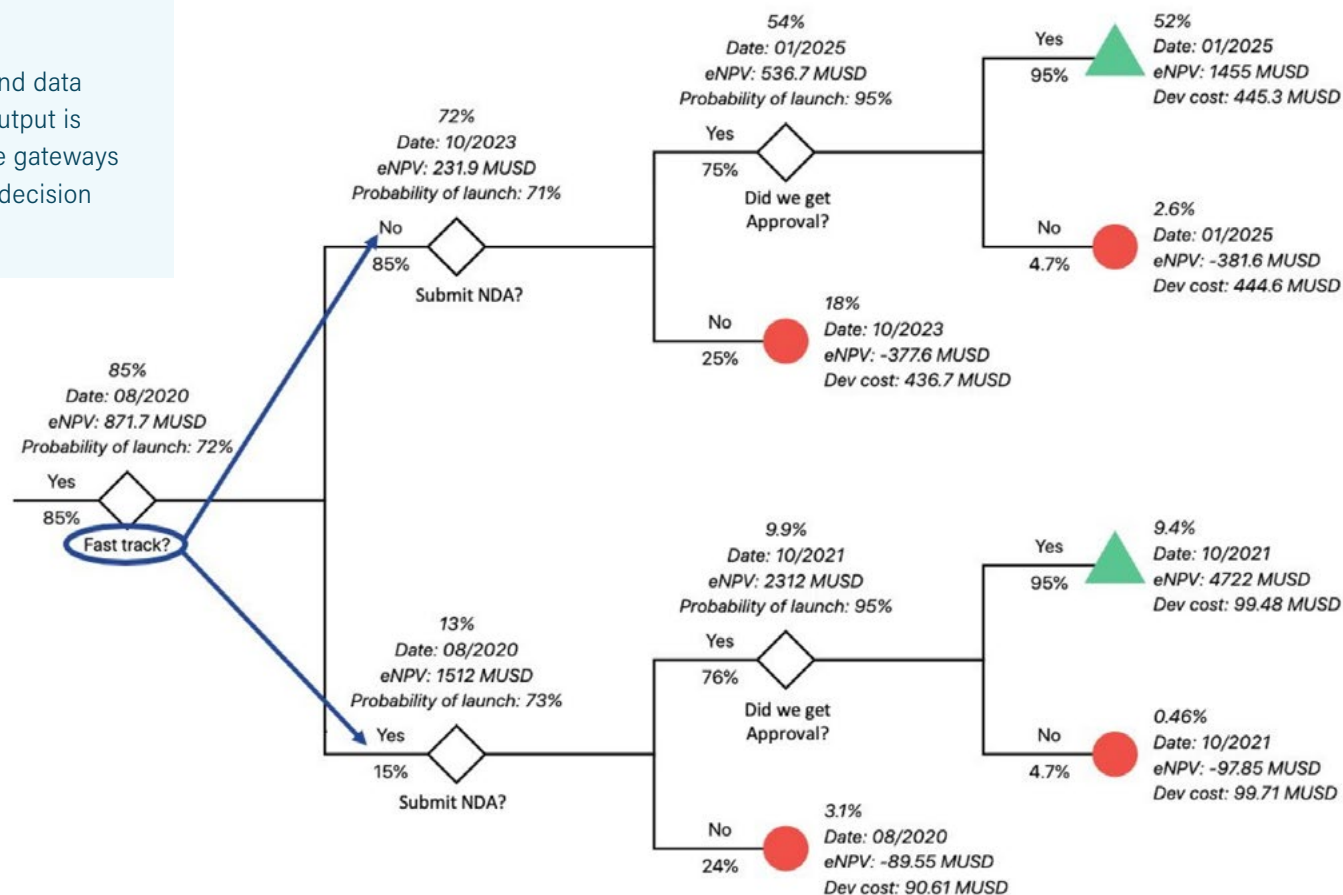 nd data
utput is
e gateways
decision
85%
Date: 08/2020
eNPV: 871.7 MUSD
Probability of launch: 72%
Yes
85%
Fast track?
72%
Date: 10/2023
eNPV: 231.9 MUSD
Probability of launch: 71%
No
85%
Submit NDA?
54%
Date: 01/2025
eNPV: 536.7 MUSD
Probability of launch: 95%
Yes
75%
Did we get
Approval?
52%
Date: 01/2025
eNPV: 1455 MUSD
Dev cost: 445.3 MUSD
Yes
95%
2.6%
Date: 01/2025
eNPV: -381.6 MUSD
Dev cost: 444.6 MUSD
No
4.7%
18%
Date: 10/2023
eNPV: -377.6 MUSD
Dev cost: 436.7 MUSD
No
25%
13%
Date: 08/2020
eNPV: 1512 MUSD
Probability of launch: 73%
Yes
15%
Submit NDA?
9.9%
Date: 10/2021
eNPV: 2312 MUSD
Probability of launch: 95%
Yes
76%
Did we get
Approval?
9.4%
Date: 10/2021
eNPV: 4722 MUSD
Dev cost: 99.48 MUSD
Yes
95%
0.46%
Date: 10/2021
eNPV: -97.85 MUSD
Dev cost: 99.71 MUSD
No
4.7%
3.1%
Date: 08/2020
eNPV: -89.55 MUSD
Dev cost: 90.61 MUSD
No
24%